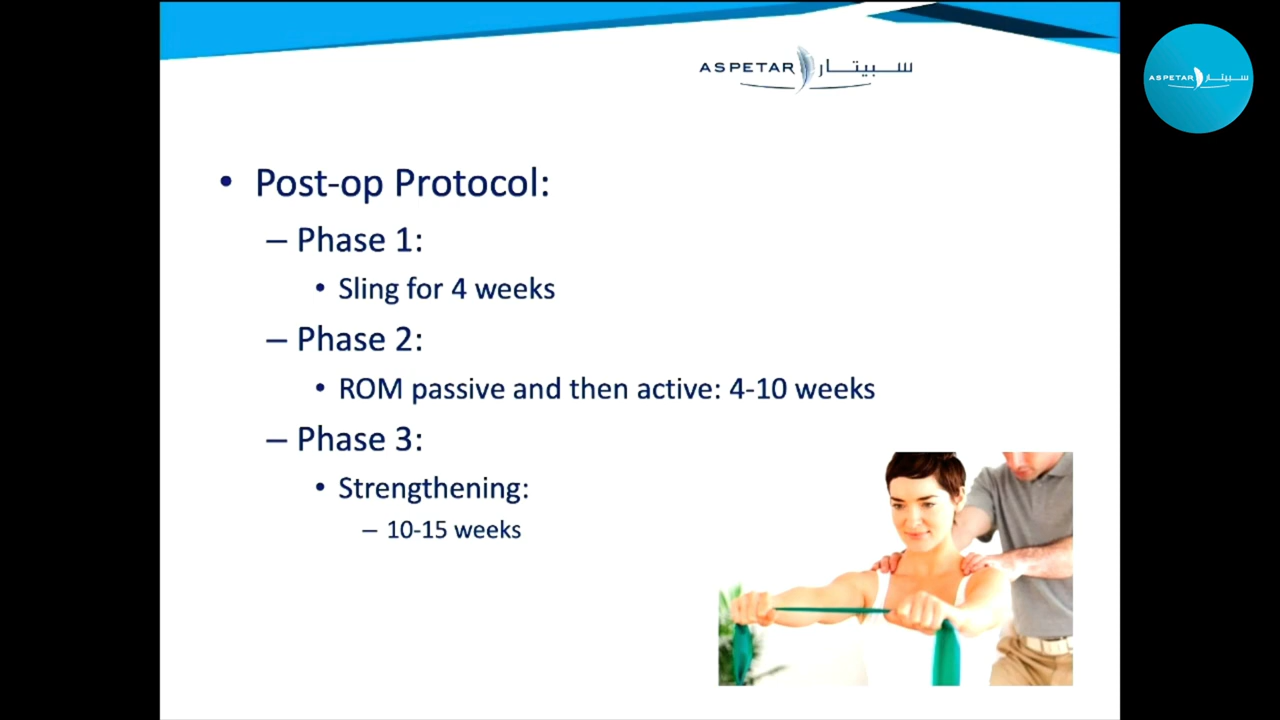 ASPETAR سبيتار
ASPETAR سبيتار
• Post-op Protocol:
– Phase 1:
• Sling for 4 weeks
– Phase 2:
• ROM passive and then active: 4-10 weeks
– Phase 3:
• Strengthening:
– 10-15 weeks